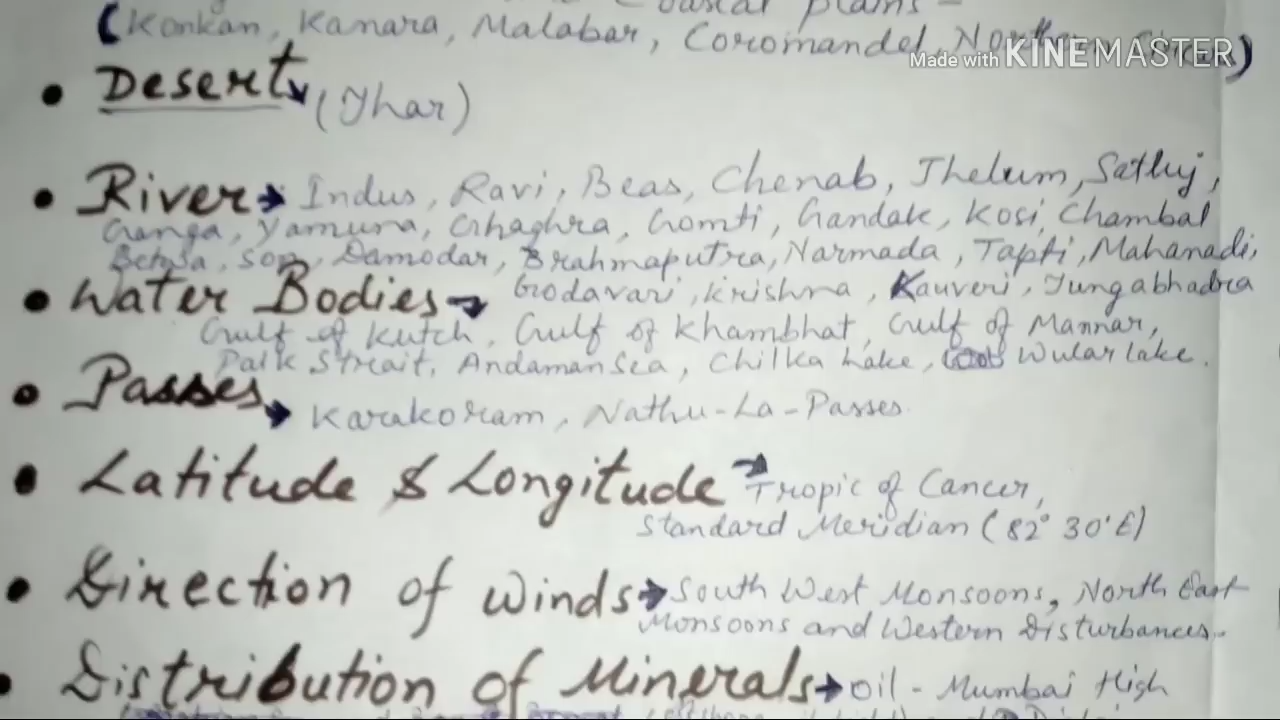 Coastal plains -
(Konkan, Kanara, Malabar, Coromandel
Made with KINEMASTER
• Desert (Thar)
• River Indus, Ravi, Beas, Chenab, Jhelum, Satluj,
Ganga, Yamuna, Ghaghra, Gomti, Gandak, Kosi, Chambal
Betwa, Son, Damodar, Brahmaputra, Narmada, Tapti, Mahanadi,
Godavari, Krishna, Kauveri, Tungabhadra
• Water Bodies
Gulf of Kutch, Gulf of Khambhat, Gulf of Mannar,
Palk Strait, Andaman Sea, Chilka Lake, Wular lake.
• Passes
Karakoram, Nathu-La-Passes.
• Latitude & Longitude Tropic of Cancer,
Standard Meridian (82° 30'E)
• Direction of Winds South West Monsoons, North East
Monsoons and Western Disturbances.
• Distribution of Minerals Oil - Mumbai High